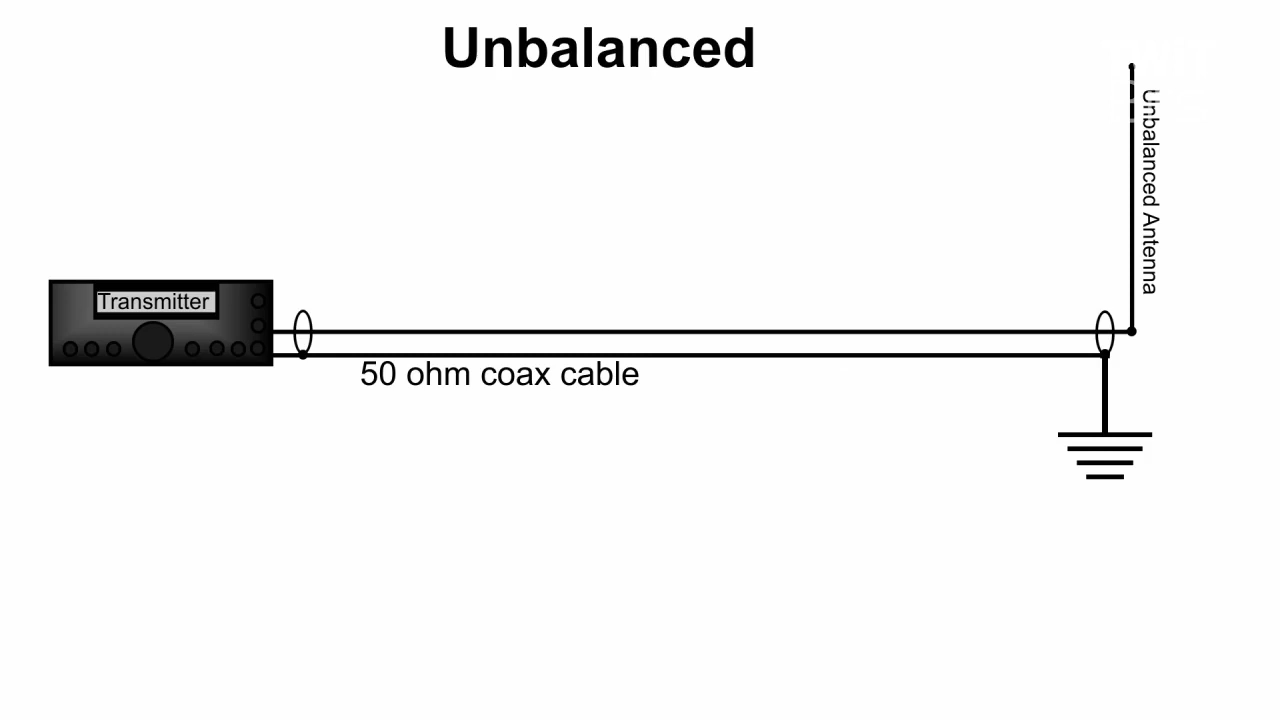 Unbalanced
Unbalanced Antenna
Transmitter
50 ohm coax cable